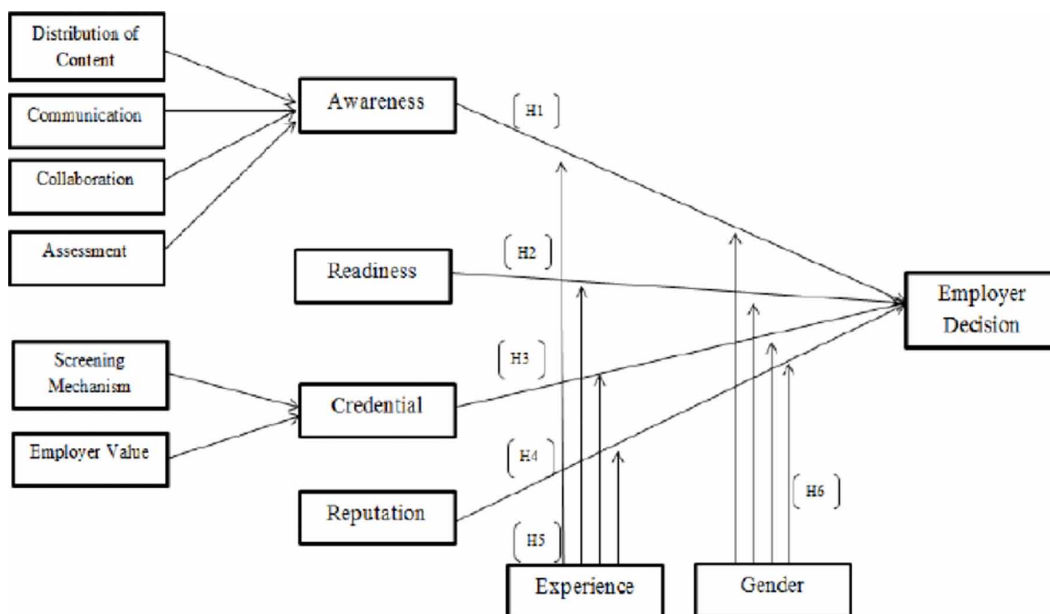 Distribution of
Content
Communication
Collaboration
Assessment
Awareness
[H1]
Readiness
[H2]
Employer
Decision
Screening
Mechanism
Employer Value
Credential
[H3]
Reputation
[H4]
[H5]
[H6]
Experience
Gender